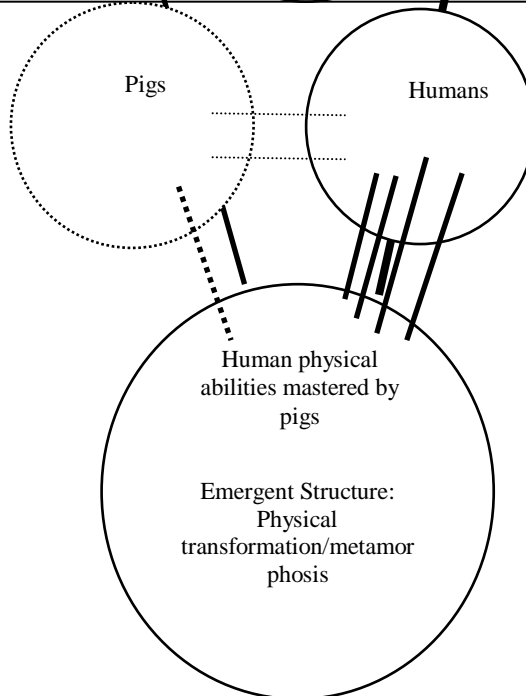 Pigs
Humans
Human physical
abilities mastered by
pigs
Emergent Structure:
Physical
transformation/metamor
phosis